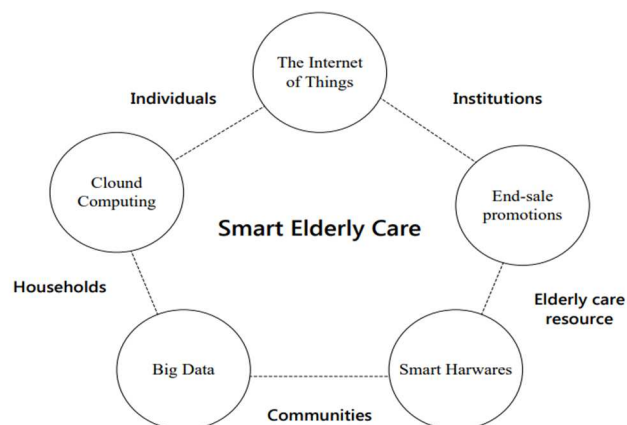 The Internet
of Things
Individuals
Institutions
Clound
Computing
End-sale
promotions
Smart Elderly Care
Households
Elderly care
resource
Big Data
Smart Harwares
Communities